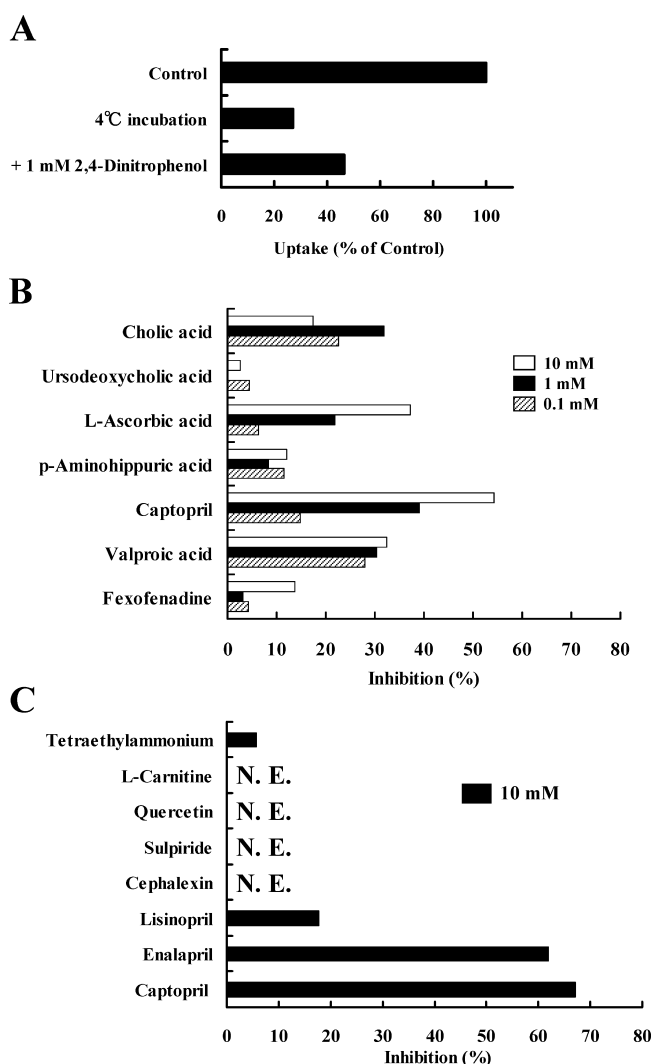 A
Control
4℃ incubation
+ 1 mM 2,4-Dinitrophenol
0 20 40 60 80 100
Uptake (% of Control)
B
Cholic acid
Ursodeoxycholic acid
L-Ascorbic acid
p-Aminohippuric acid
Captopril
Valproic acid
Fexofenadine
10 mM
1 mM
0.1 mM
0 10 20 30 40 50 60 70 80
Inhibition (%)
C
Tetraethylammonium
L-Carnitine N. E.
Quercetin N. E.
Sulpiride N. E.
Cephalexin N. E.
Lisinopril
Enalapril
Captopril
10 mM
0 10 20 30 40 50 60 70 80
Inhibition (%)